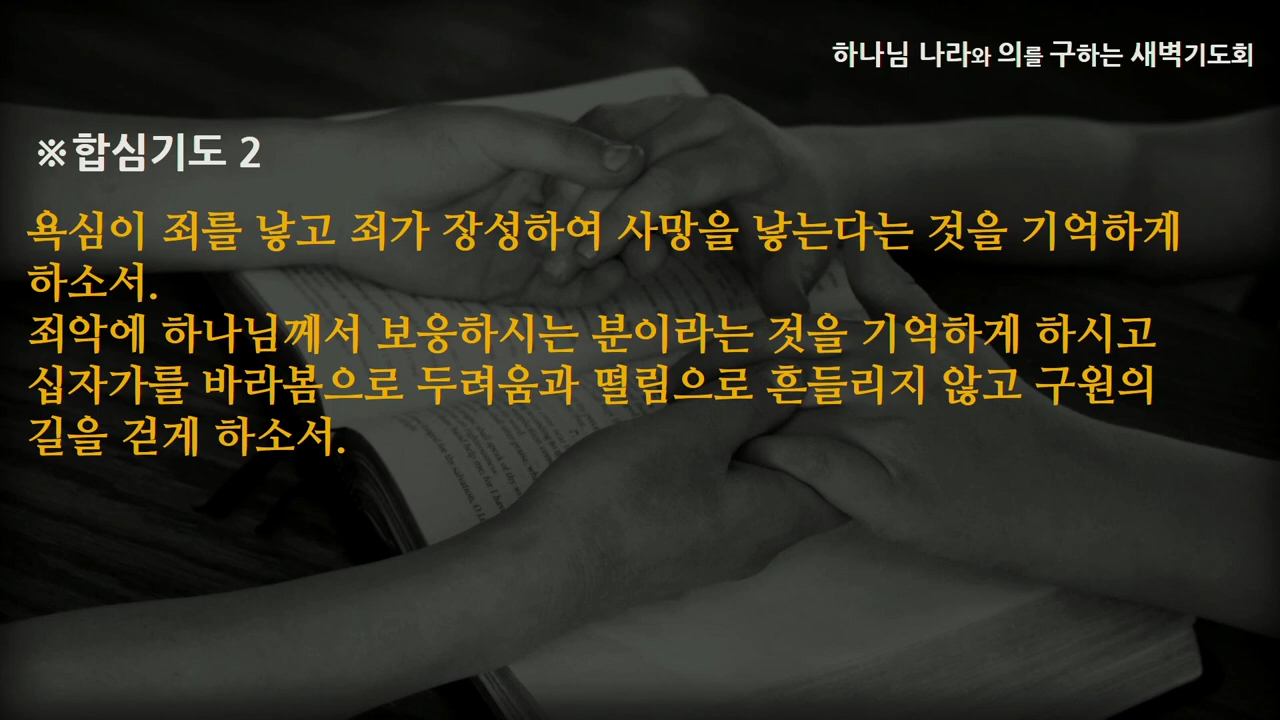 하나님 나라와 의를 구하는 새벽기도회
※합심기도 2
욕심이 죄를 낳고 죄가 장성하여 사망을 낳는다는 것을 기억하게
하소서.
죄악에 하나님께서 보응하시는 분이라는 것을 기억하게 하시고
십자가를 바라봄으로 두려움과 떨림으로 흔들리지 않고 구원의
길을 걷게 하소서.